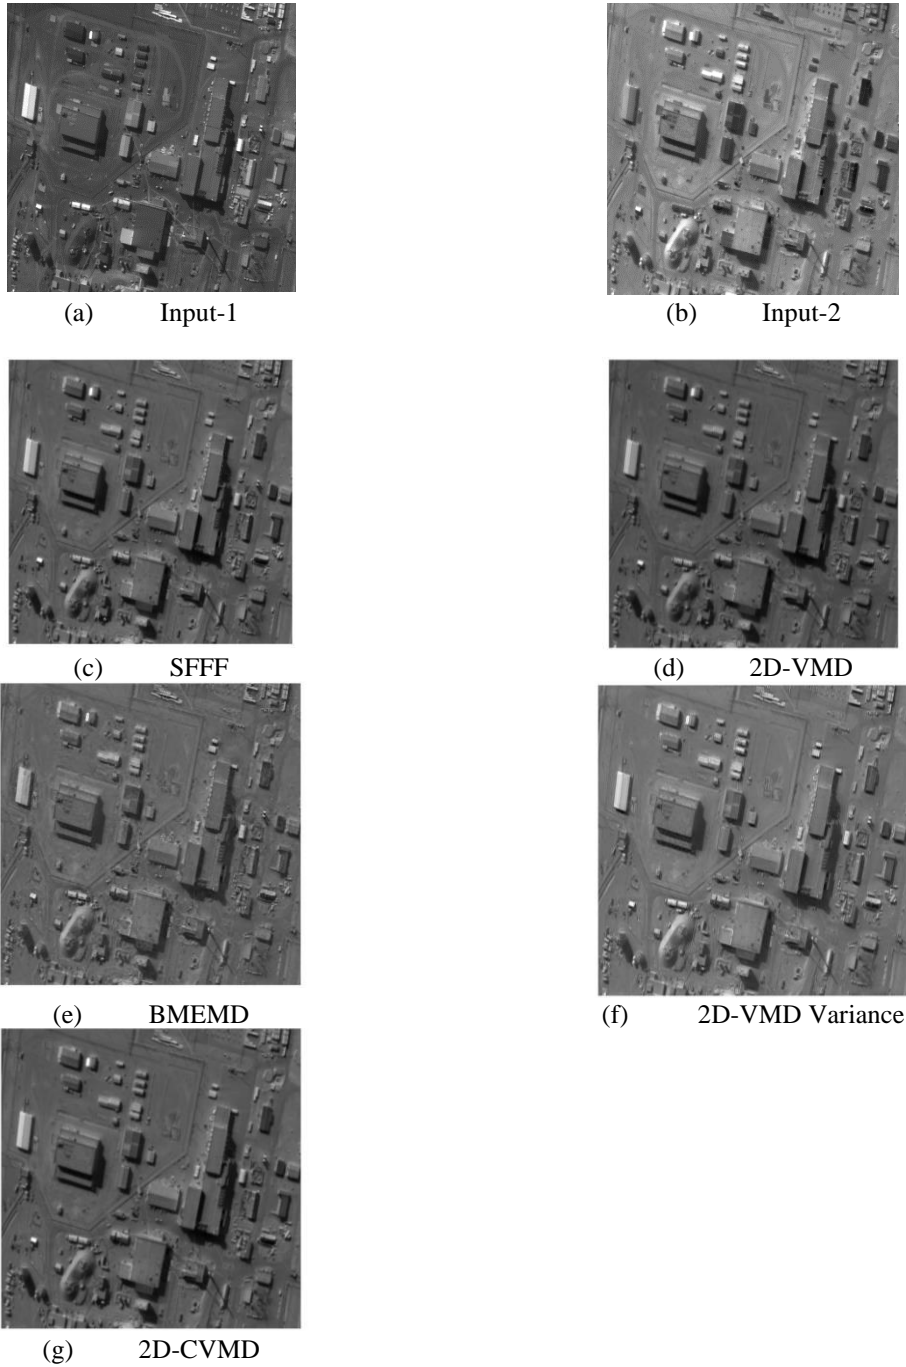 (a) Input-1
(b) Input-2
(c) SFFF
(d) 2D-VMD
(e) BMEMD
(f) 2D-VMD Variance
(g) 2D-CVMD